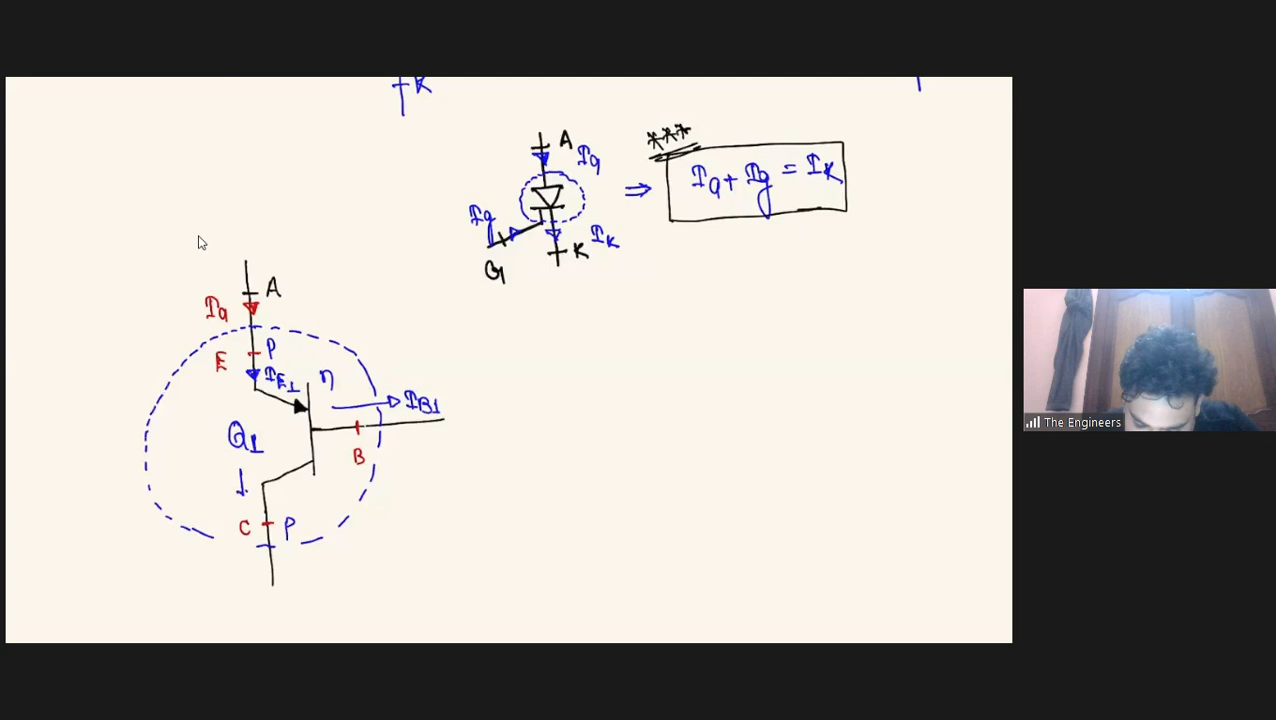 K
A
***
Ia
Ia + Ig = IK
⇒
Ig
IK
K
G
A
Ia
P
E
IE1
n
IB1
Q1
B
↓
C
P
The Engineers